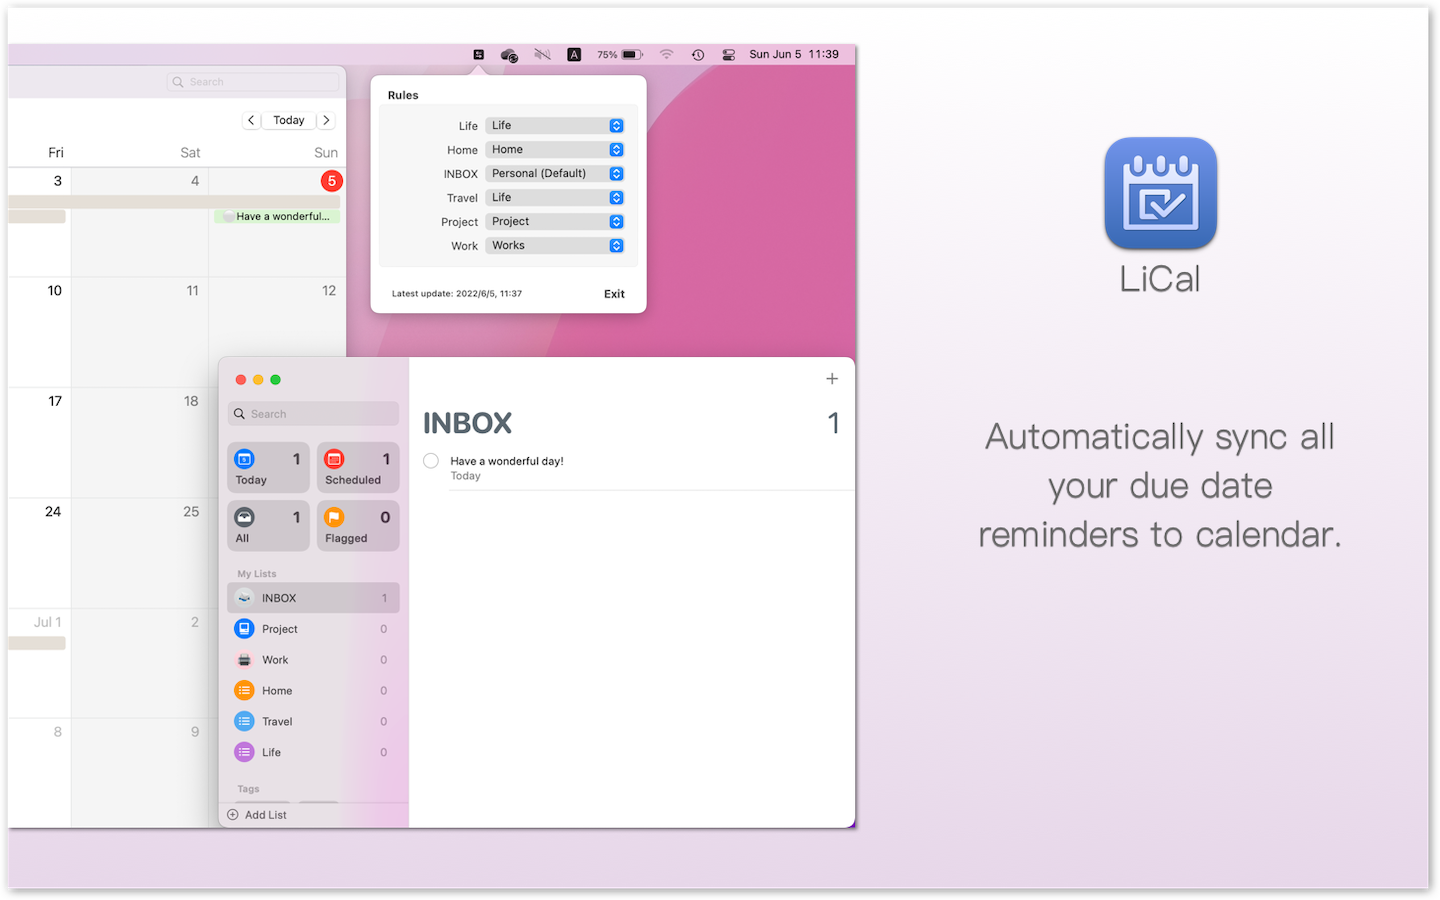 A
75%
Sun Jun 5 11:39
Search
Today
Fri
Sat
Sun
3
4
5
Have a wonderful...
10
11
12
17
18
24
25
Jul 1
2
8
9
Rules
Life Life
Home Home
INBOX Personal (Default)
Travel Life
Project Project
Work Works
Latest update: 2022/6/5, 11:37
Exit
Search
1
Today
1
Scheduled
1
All
0
Flagged
My Lists
INBOX 1
Project 0
Work 0
Home 0
Travel 0
Life 0
Tags
Add List
INBOX
1
Have a wonderful day!
Today
LiCal
Automatically sync all
your due date
reminders to calendar.